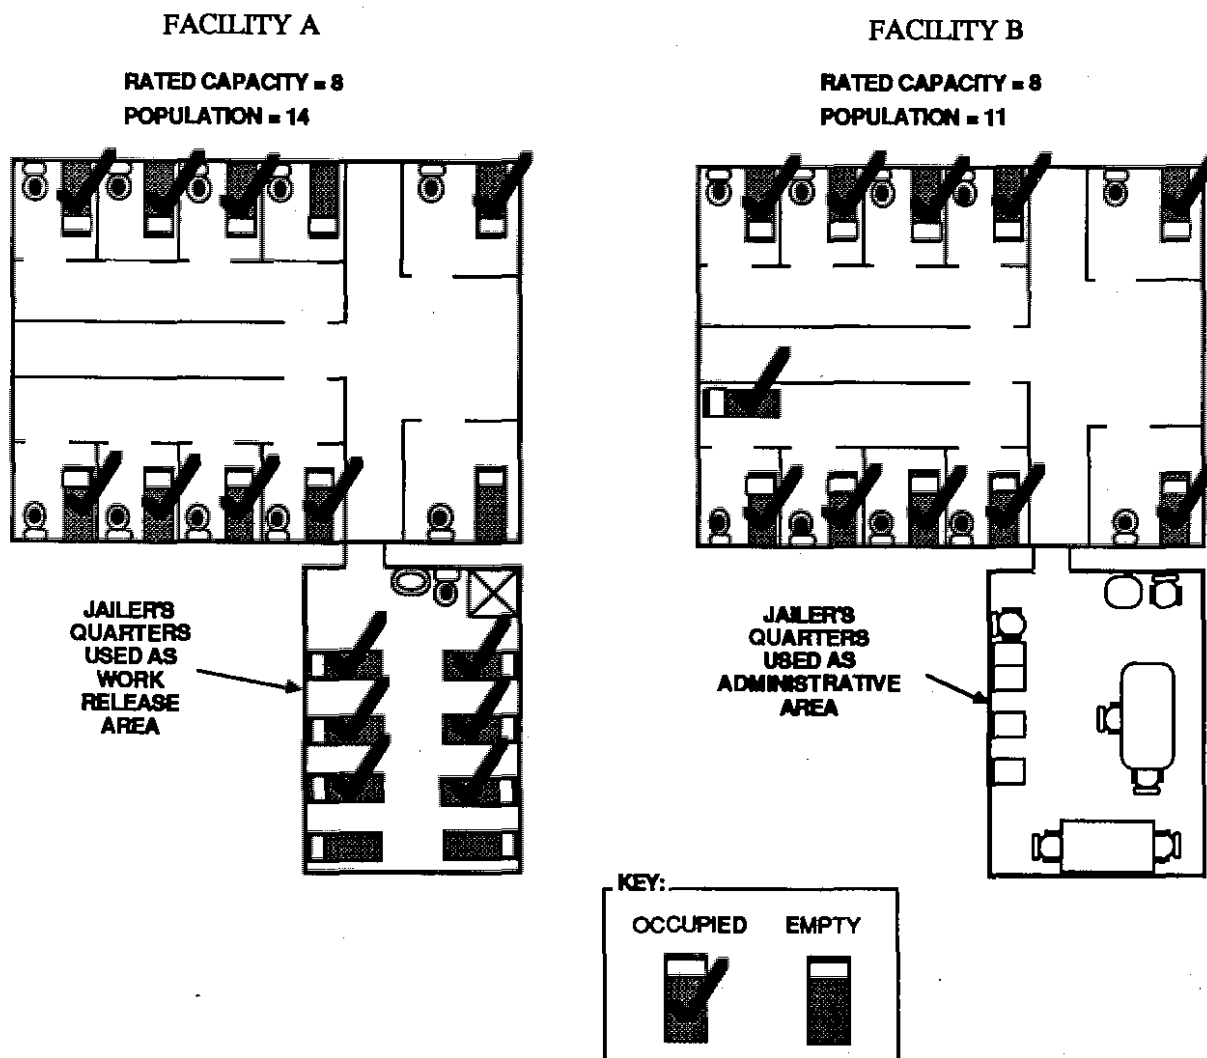 FACILITY A
RATED CAPACITY = 8
POPULATION = 14
JAILER'S
QUARTERS
USED AS
WORK
RELEASE
AREA
FACILITY B
RATED CAPACITY = 8
POPULATION = 11
JAILER'S
QUARTERS
USED AS
ADMINISTRATIVE
AREA
KEY:
OCCUPIED EMPTY